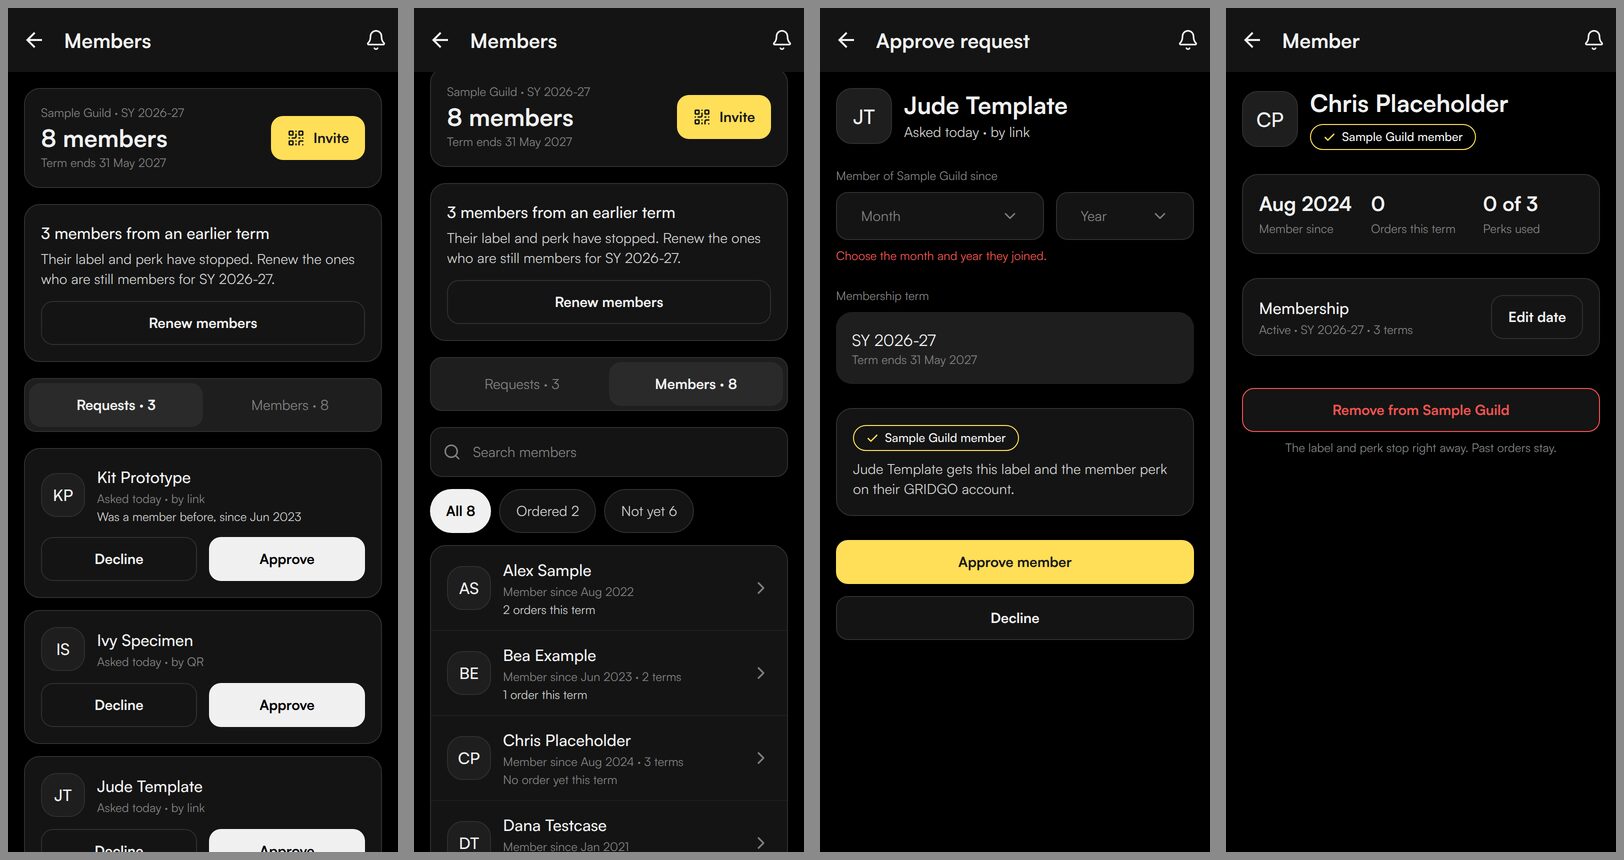 Members
Sample Guild · SY 2026-27
8 members
Term ends 31 May 2027
Invite
3 members from an earlier term
Their label and perk have stopped. Renew the ones
who are still members for SY 2026-27.
Renew members
Requests · 3
Members · 8
KP
Kit Prototype
Asked today · by link
Was a member before, since Jun 2023
Decline
Approve
IS
Ivy Specimen
Asked today · by QR
Decline
Approve
JT
Jude Template
Asked today · by link
Decline
Approve
Members
Sample Guild · SY 2026-27
8 members
Term ends 31 May 2027
Invite
3 members from an earlier term
Their label and perk have stopped. Renew the ones
who are still members for SY 2026-27.
Renew members
Requests · 3
Members · 8
Search members
All 8
Ordered 2
Not yet 6
AS
Alex Sample
Member since Aug 2022
2 orders this term
BE
Bea Example
Member since Jun 2023 · 2 terms
1 order this term
CP
Chris Placeholder
Member since Aug 2024 · 3 terms
No order yet this term
DT
Dana Testcase
Member since Jan 2021
Approve request
JT
Jude Template
Asked today · by link
Member of Sample Guild since
Month
Year
Choose the month and year they joined.
Membership term
SY 2026-27
Term ends 31 May 2027
Sample Guild member
Jude Template gets this label and the member perk
on their GRIDGO account.
Approve member
Decline
Member
CP
Chris Placeholder
Sample Guild member
Aug 2024
Member since
0
Orders this term
0 of 3
Perks used
Membership
Active · SY 2026-27 · 3 terms
Edit date
Remove from Sample Guild
The label and perk stop right away. Past orders stay.